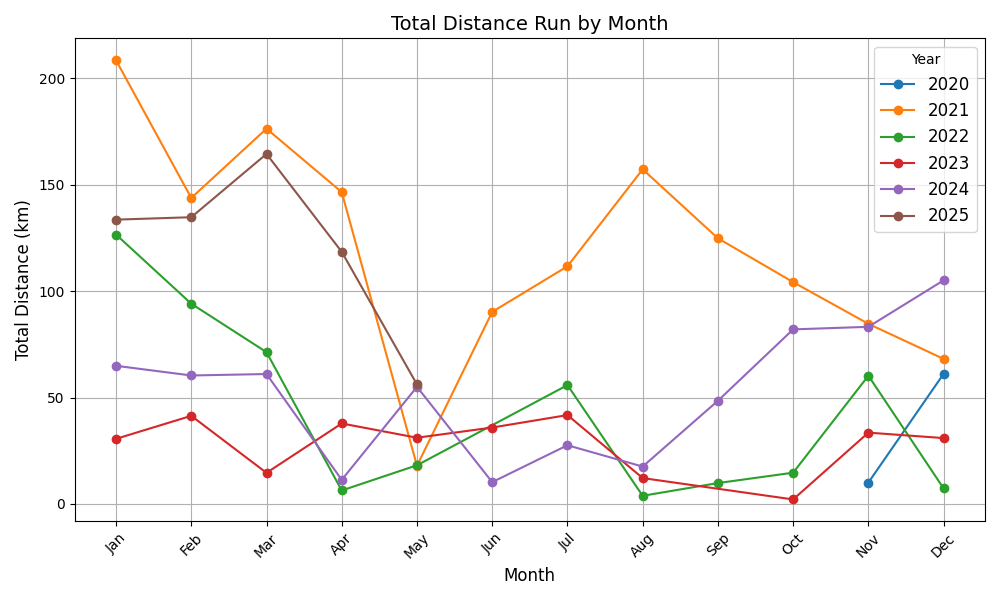 Total Distance Run by Month
Total Distance (km)
200
150
100
50
0
Year
2020
2021
2022
2023
2024
2025
Jan
Feb
Mar
Apr
May
Jun
Jul
Aug
Sep
Oct
Nov
Dec
Month